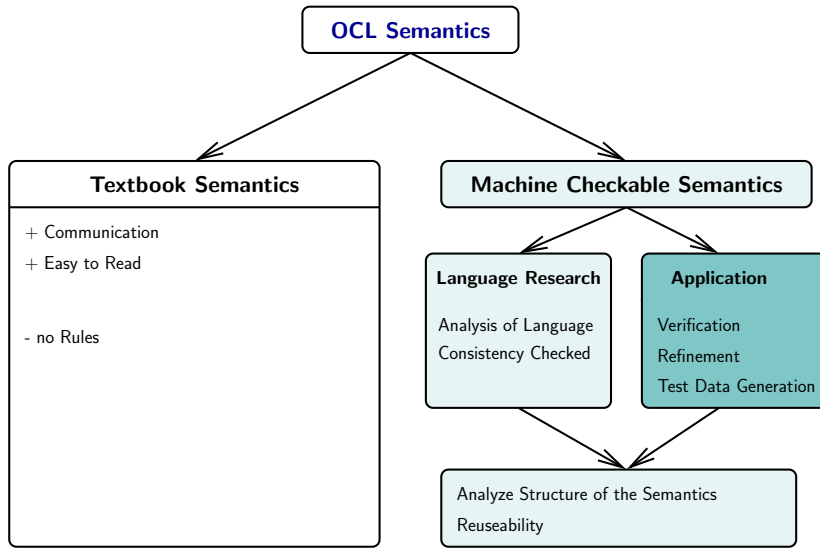 OCL Semantics
Textbook Semantics
+ Communication
+ Easy to Read
- no Rules
Machine Checkable Semantics
Language Research
Analysis of Language
Consistency Checked
Application
Verification
Refinement
Test Data Generation
Analyze Structure of the Semantics
Reuseability